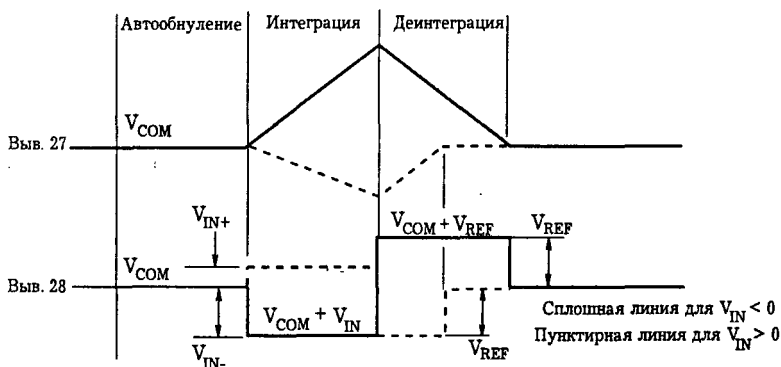 Автообнуление Интеграция Деинтеграция
V_COM
Выв. 27
V_IN+
V_COM + V_REF
V_REF
V_COM
Выв. 28
V_COM + V_IN
V_IN-
V_REF
Сплошная линия для V_IN < 0
Пунктирная линия для V_IN > 0